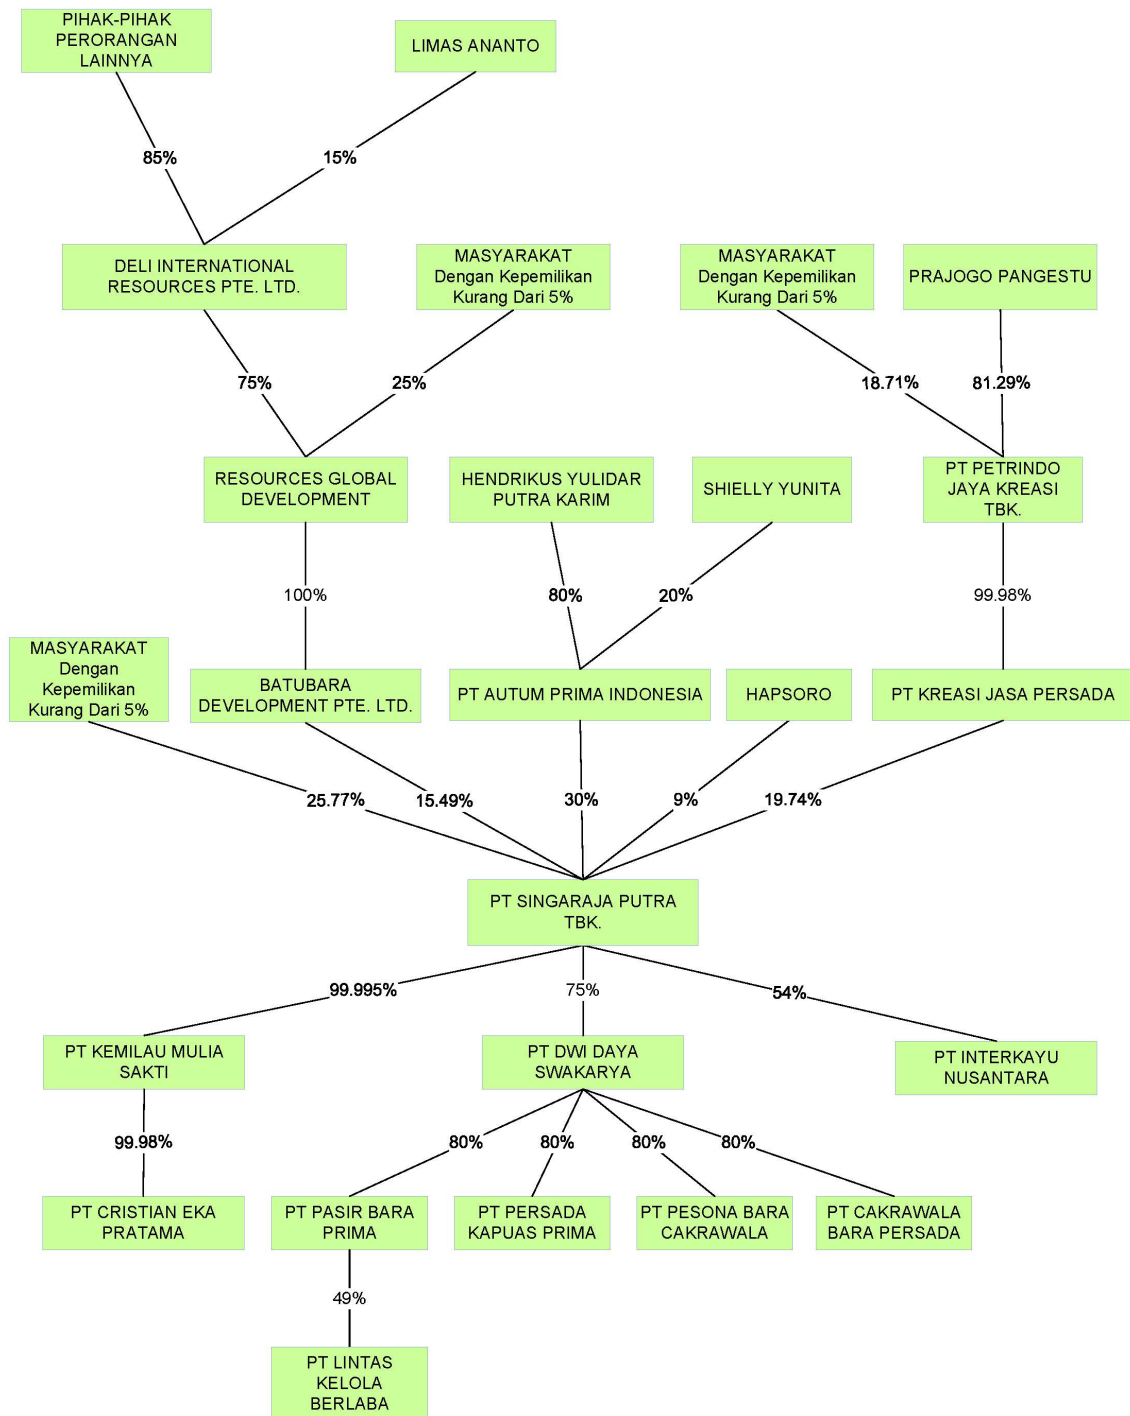 PIHAK-PIHAK
PERORANGAN
LAINNYA
LIMAS ANANTO
85%
15%
DELI INTERNATIONAL
RESOURCES PTE. LTD.
MASYARAKAT
Dengan Kepemilikan
Kurang Dari 5%
MASYARAKAT
Dengan Kepemilikan
Kurang Dari 5%
PRAJOGO PANGESTU
75%
25%
18.71%
81.29%
RESOURCES GLOBAL
DEVELOPMENT
HENDRIKUS YULIDAR
PUTRA KARIM
SHIELLY YUNITA
PT PETRINDO
JAYA KREASI
TBK.
100%
80%
20%
99.98%
MASYARAKAT
Dengan
Kepemilikan
Kurang Dari 5%
BATUBARA
DEVELOPMENT PTE. LTD.
PT AUTUM PRIMA INDONESIA
HAPSORO
PT KREASI JASA PERSADA
25.77%
15.49%
30%
9%
19.74%
PT SINGARAJA PUTRA
TBK.
99.995%
75%
54%
PT KEMILAU MULIA
SAKTI
PT DWI DAYA
SWAKARYA
PT INTERKAYU
NUSANTARA
99.98%
80%
80%
80%
80%
PT CRISTIAN EKA
PRATAMA
PT PASIR BARA
PRIMA
PT PERSADA
KAPUAS PRIMA
PT PESONA BARA
CAKRAWALA
PT CAKRAWALA
BARA PERSADA
49%
PT LINTAS
KELOLA
BERLABA